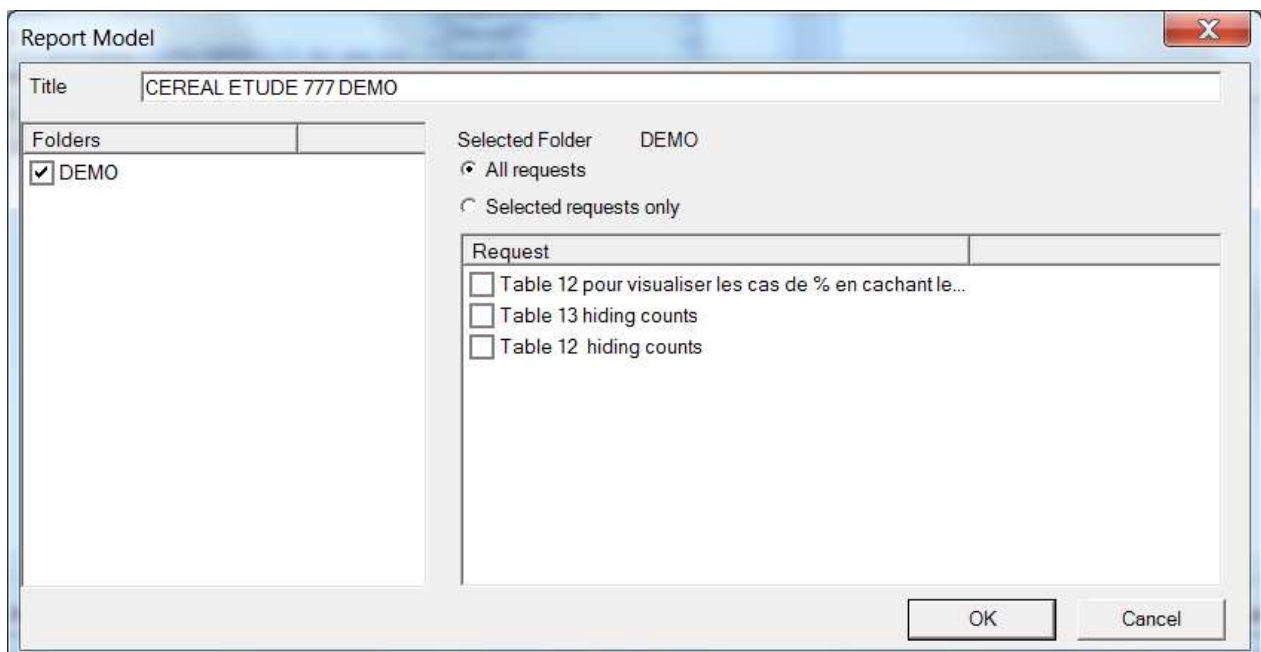 Report Model
Title CEREAL ETUDE 777 DEMO
Folders
DEMO
Selected Folder DEMO
All requests
Selected requests only
Request
Table 12 pour visualiser les cas de % en cachant le...
Table 13 hiding counts
Table 12 hiding counts
OK Cancel